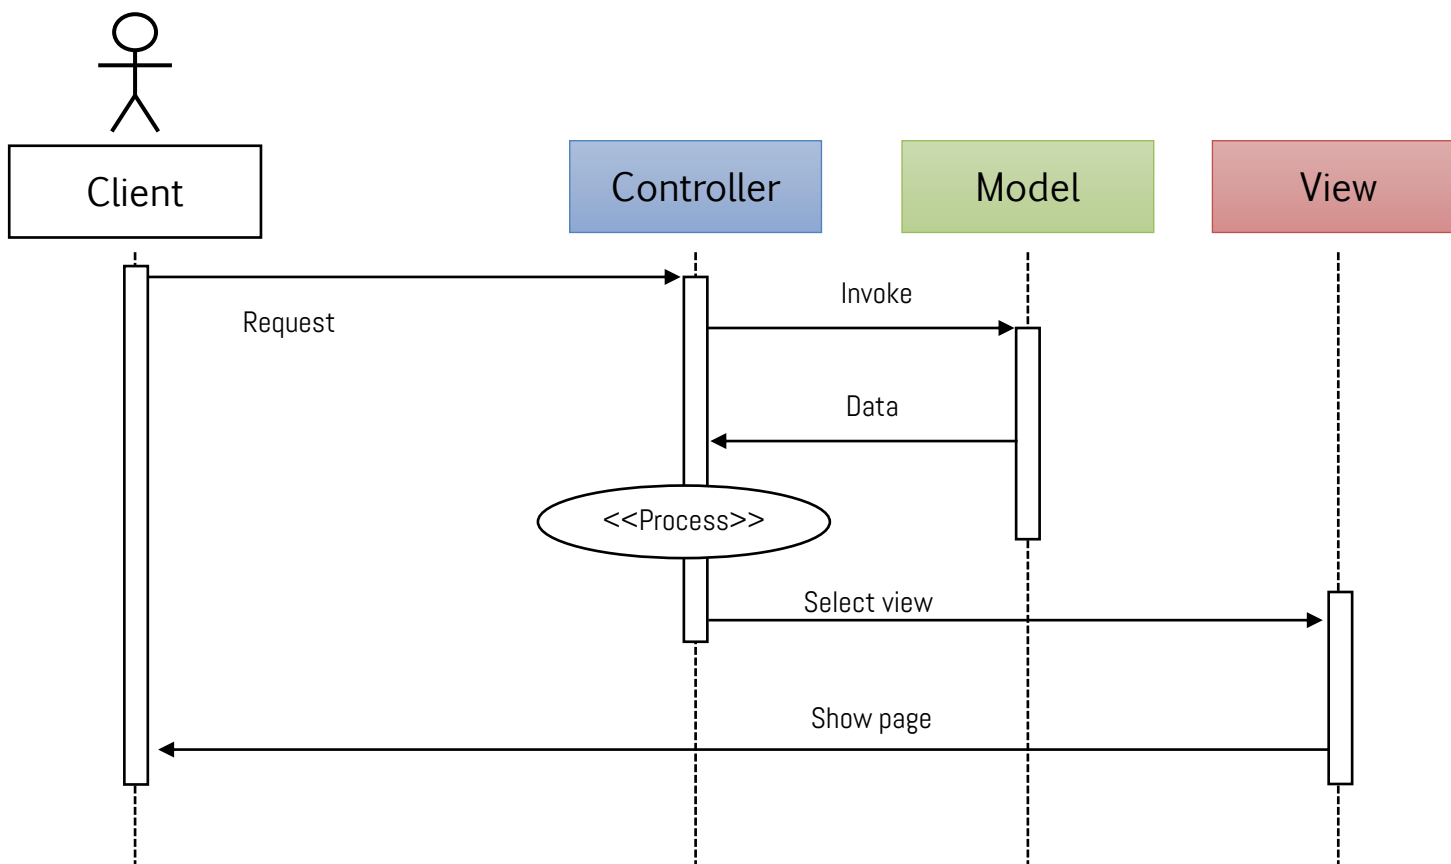 Client
Controller
Model
View
Request
Invoke
Data
<<Process>>
Select view
Show page